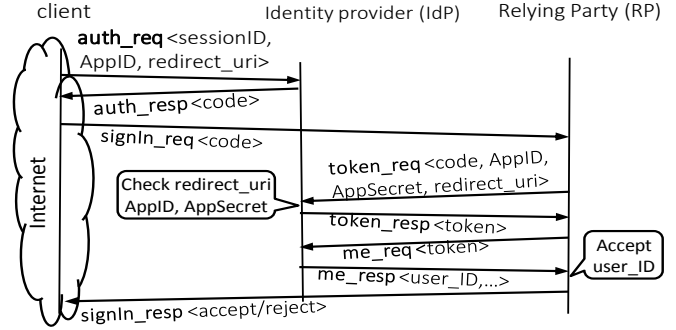 client
Identity provider (IdP)
Relying Party (RP)
auth_req <sessionID,
AppID, redirect_uri>
auth_resp <code>
signIn_req <code>
token_req <code, AppID,
AppSecret, redirect_uri>
Check redirect_uri
AppID, AppSecret
token_resp <token>
me_req <token>
me_resp <user_ID,...>
Accept
user_ID
signIn_resp <accept/reject>
Internet